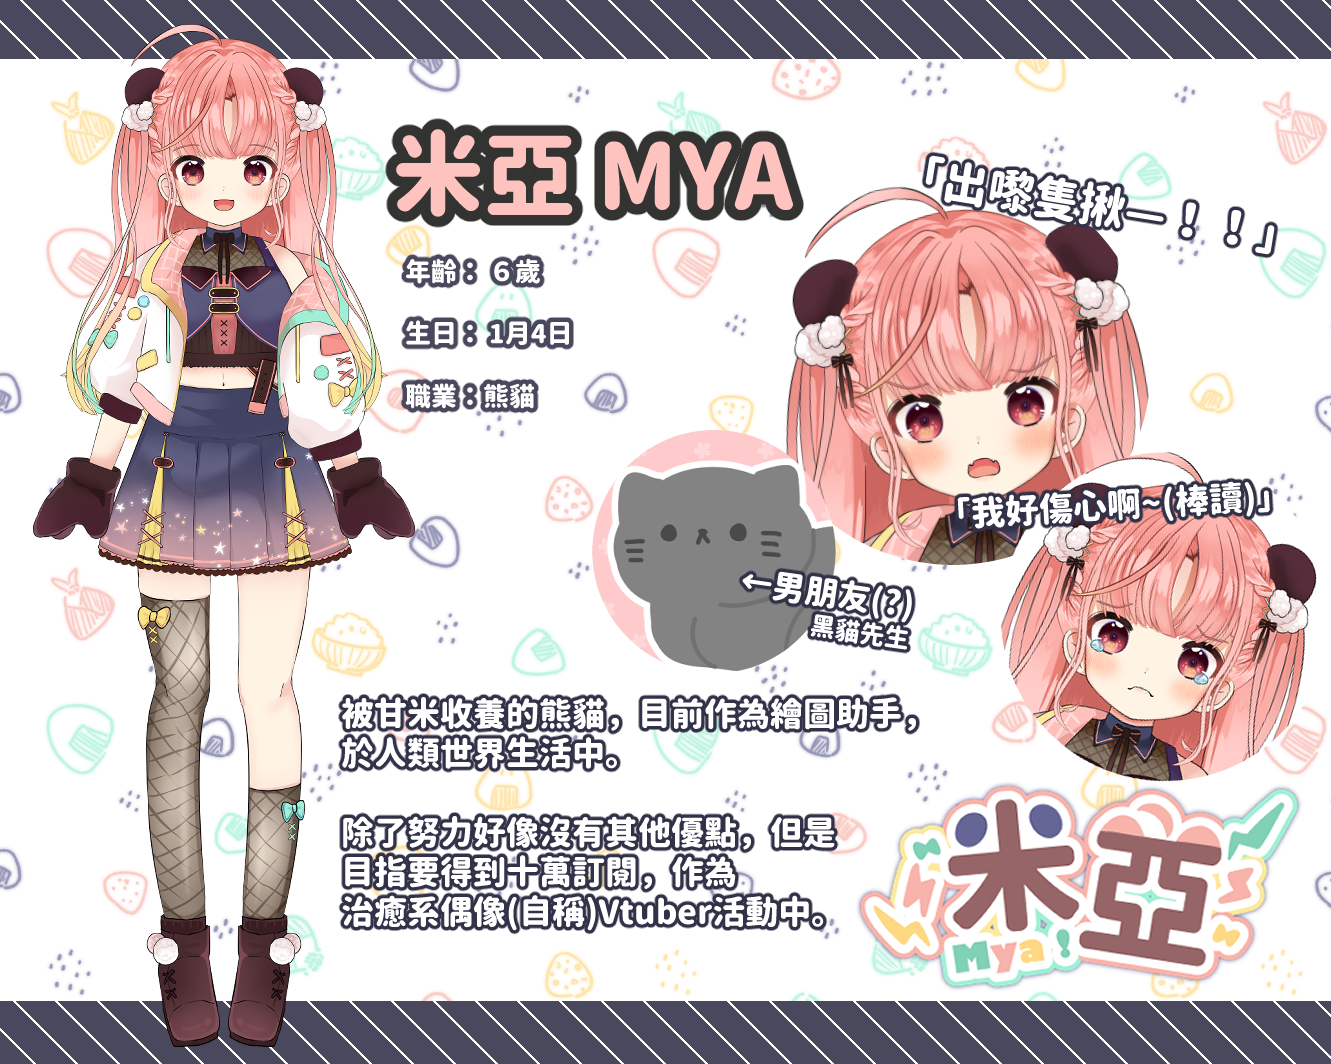 米亞 MYA
年齡：６歲
生日：1月4日
職業：熊貓
「出嚟隻揪—！！」
「我好傷心啊~(棒讀)」
←男朋友(?)
黑貓先生
被甘米收養的熊貓，目前作為繪圖助手，
於人類世界生活中。
除了努力好像沒有其他優點，但是
目指要得到十萬訂閱，作為
治癒系偶像(自稱)Vtuber活動中。
米亞
Mya!